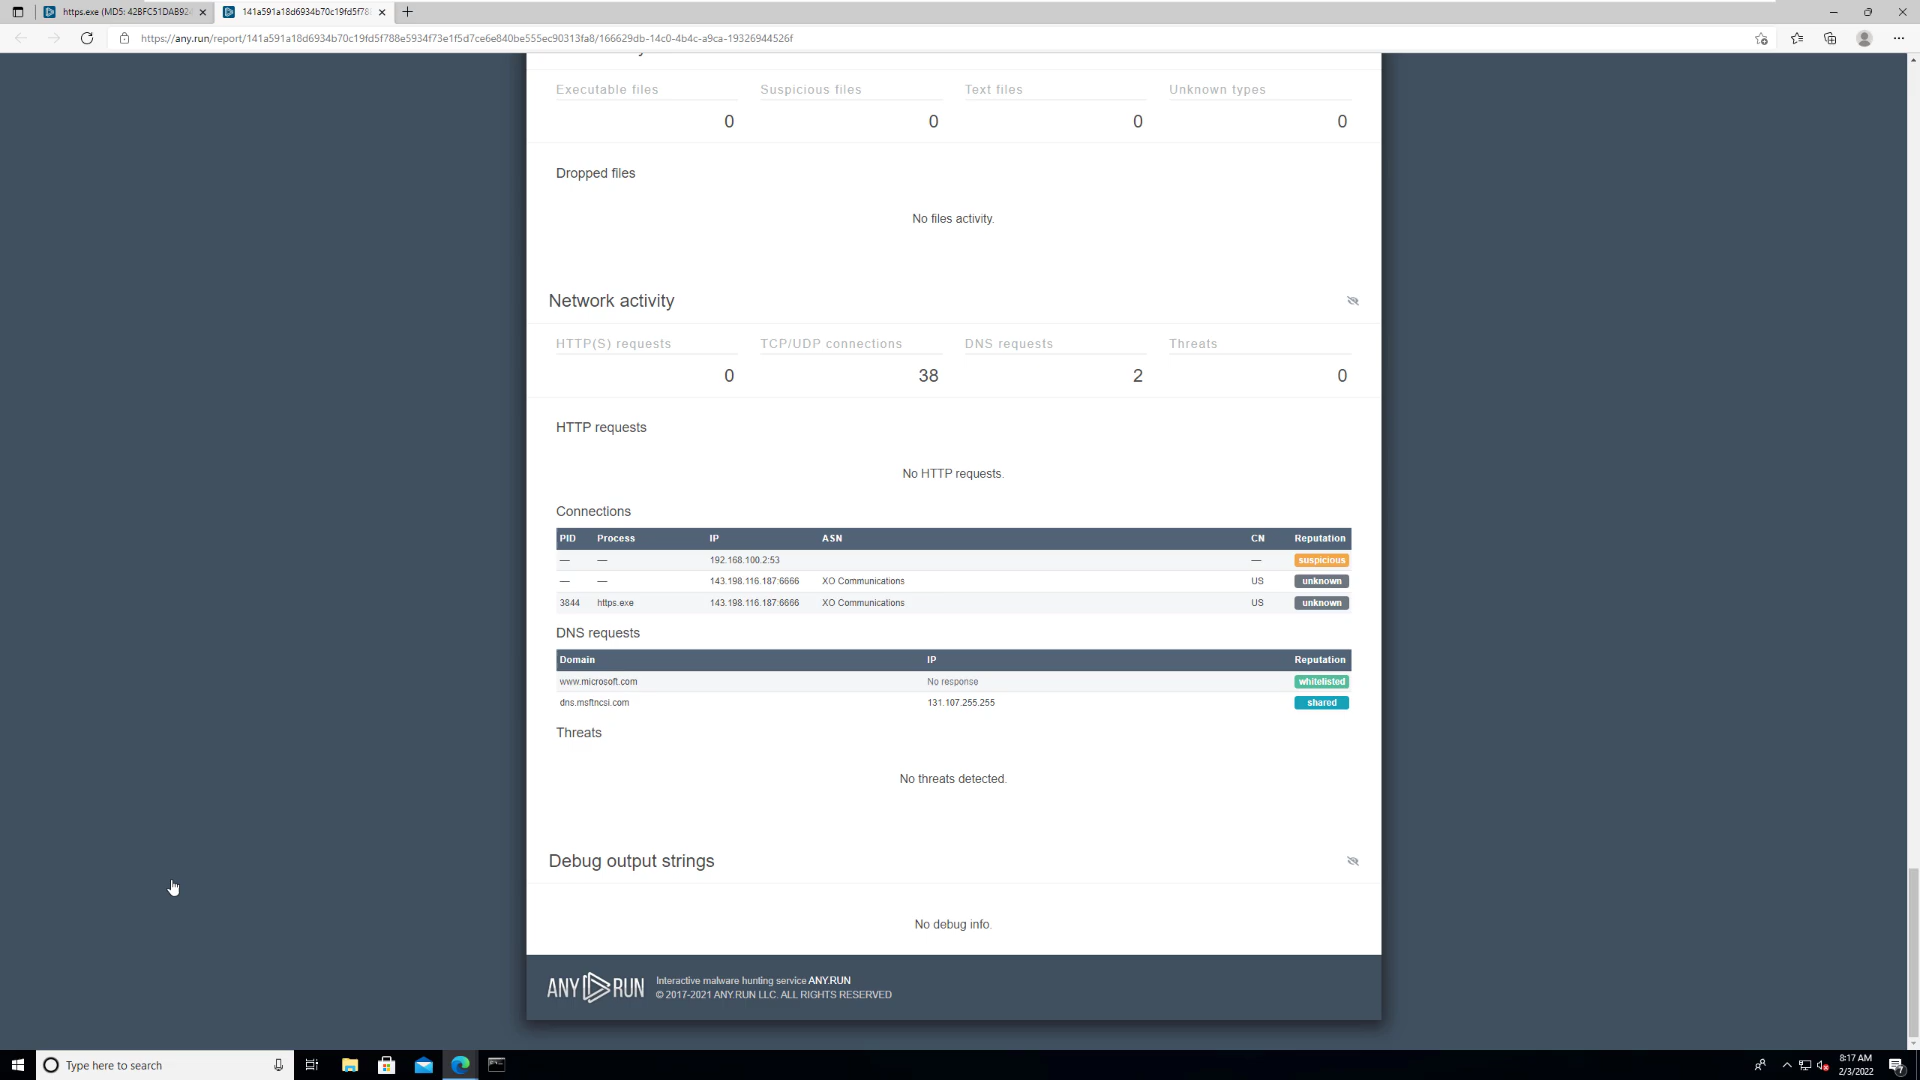 https.exe (MD5: 42BFC51DAB924
141a591a18d6934b70c19fd5f78
https://any.run/report/141a591a18d6934b70c19fd5f788e5934f73e1f5d7ce6e840be555ec90313fa8/166629db-14c0-4b4c-a9ca-19326944526f
Executable files Suspicious files Text files Unknown types
0 0 0 0
Dropped files
No files activity.
Network activity
HTTP(S) requests TCP/UDP connections DNS requests Threats
0 38 2 0
HTTP requests
No HTTP requests.
Connections
PID Process IP ASN CN Reputation
— — 192.168.100.2:53 — suspicious
— — 143.198.116.187:6666 XO Communications US unknown
3844 https.exe 143.198.116.187:6666 XO Communications US unknown
DNS requests
Domain IP Reputation
www.microsoft.com No response whitelisted
dns.msftncsi.com 131.107.255.255 shared
Threats
No threats detected.
Debug output strings
No debug info.
ANY RUN
Interactive malware hunting service ANY.RUN
© 2017-2021 ANY.RUN LLC. ALL RIGHTS RESERVED
Type here to search
8:17 AM
2/3/2022
7